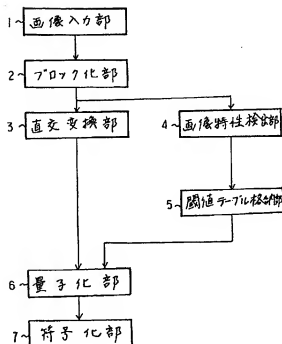 1 画像入力部
2 ブロック化部
3 直交変換部
4 画像特性検出部
5 閾値テーブル格納部
6 量子化部
7 符号化部